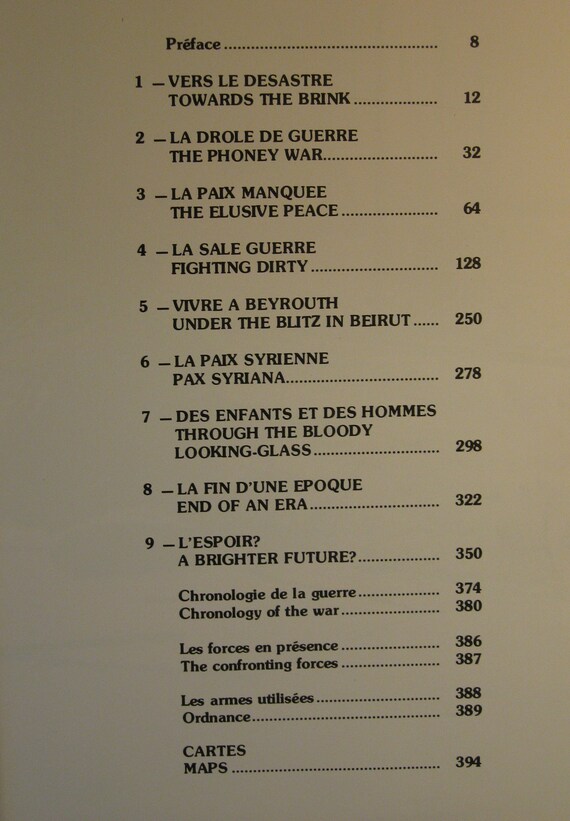 Préface ............................................... 8
1 – VERS LE DESASTRE
TOWARDS THE BRINK ................... 12
2 – LA DROLE DE GUERRE
THE PHONEY WAR.......................... 32
3 – LA PAIX MANQUEE
THE ELUSIVE PEACE ...................... 64
4 – LA SALE GUERRE
FIGHTING DIRTY ............................. 128
5 – VIVRE A BEYROUTH
UNDER THE BLITZ IN BEIRUT ...... 250
6 – LA PAIX SYRIENNE
PAX SYRIANA................................... 278
7 – DES ENFANTS ET DES HOMMES
THROUGH THE BLOODY
LOOKING-GLASS ............................. 298
8 – LA FIN D'UNE EPOQUE
END OF AN ERA .............................. 322
9 – L'ESPOIR?
A BRIGHTER FUTURE? ................... 350
Chronologie de la guerre ................... 374
Chronology of the war ....................... 380
Les forces en présence ...................... 386
The confronting forces ...................... 387
Les armes utilisées ............................ 388
Ordnance........................................... 389
CARTES
MAPS ................................................ 394